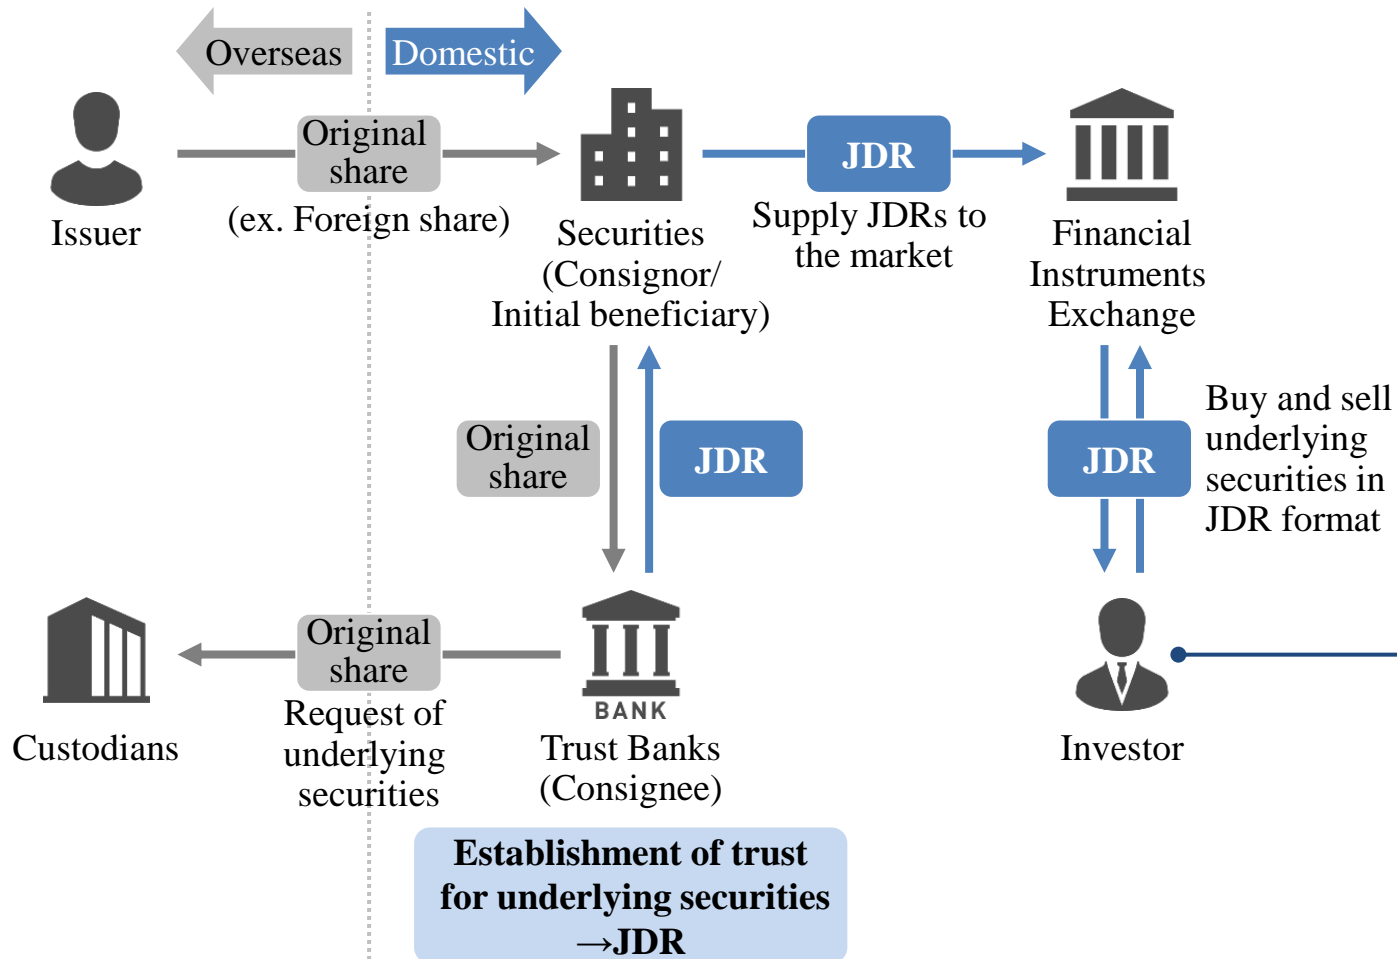 Overseas
Domestic
Original
share
(ex. Foreign share)
Issuer
Securities
(Consignor/
Initial beneficiary)
JDR
Supply JDRs to
the market
Financial
Instruments
Exchange
Original
share
JDR
JDR
Buy and sell
underlying
securities in
JDR format
Original
share
Request of
underlying
securities
Custodians
BANK
Trust Banks
(Consignee)
Investor
Establishment of trust
for underlying securities
→JDR